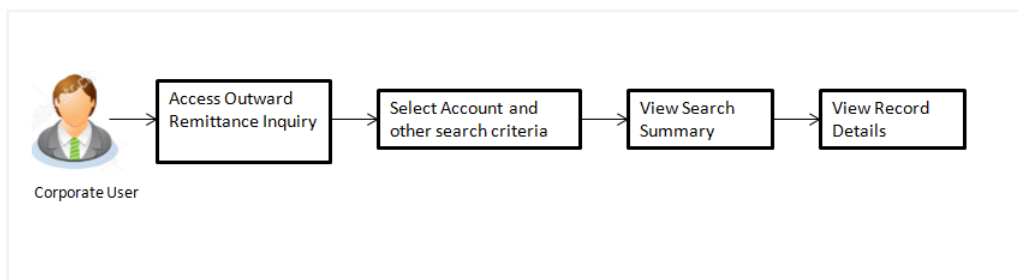 Access Outward
Remittance Inquiry
Select Account and
other search criteria
View Search
Summary
View Record
Details
Corporate User